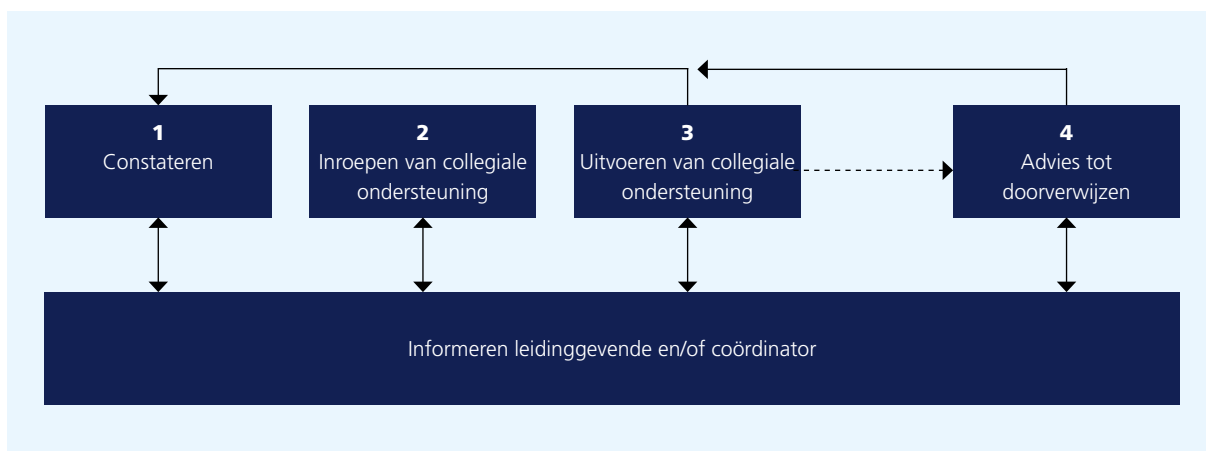 1
Constateren
2
Inroepen van collegiale
ondersteuning
3
Uitvoeren van collegiale
ondersteuning
4
Advies tot
doorverwijzen
Informeren leidinggevende en/of coördinator